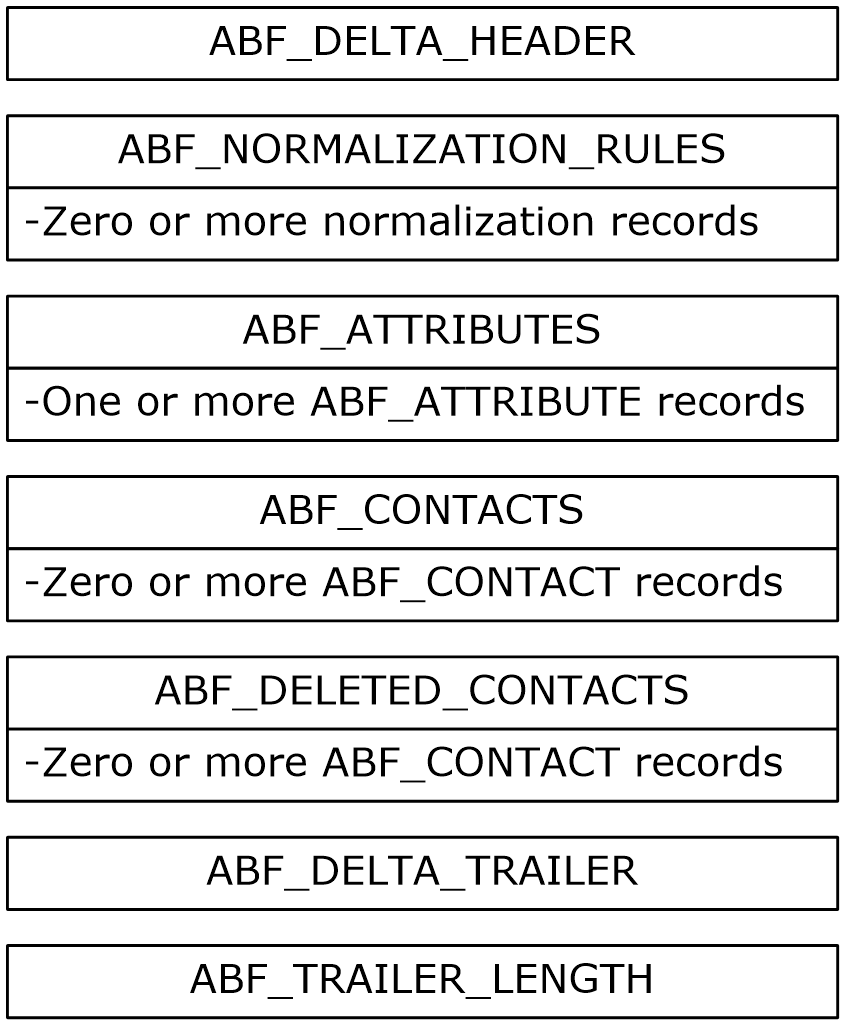 ABF_DELTA_HEADER
ABF_NORMALIZATION_RULES
-Zero or more normalization records
ABF_ATTRIBUTES
-One or more ABF_ATTRIBUTE records
ABF_CONTACTS
-Zero or more ABF_CONTACT records
ABF_DELETED_CONTACTS
-Zero or more ABF_CONTACT records
ABF_DELTA_TRAILER
ABF_TRAILER_LENGTH